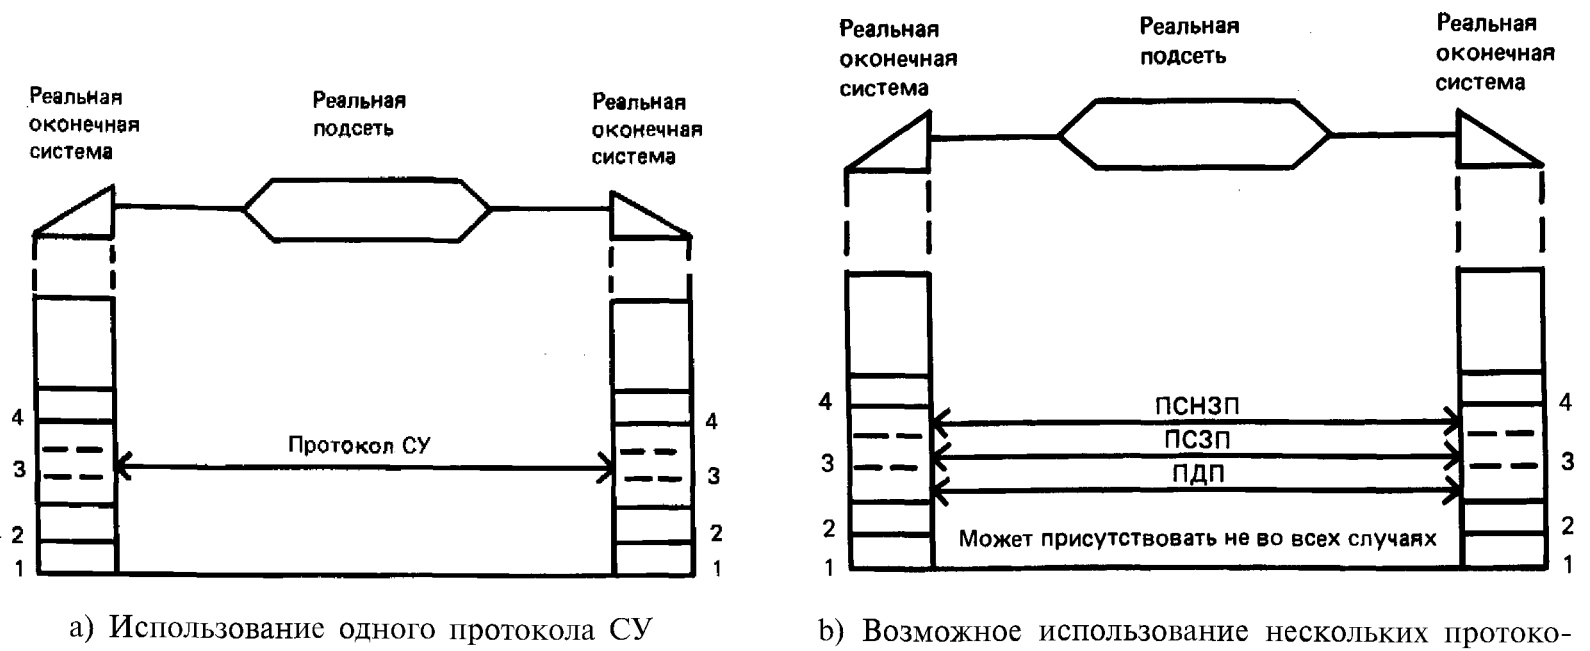 Реальная
оконечная
система
Реальная
подсеть
Реальная
оконечная
система
4
3
2
1
Протокол СУ
4
3
2
1
а) Использование одного протокола СУ
Реальная
оконечная
система
Реальная
подсеть
Реальная
оконечная
система
4
3
2
1
ПСНЗП
ПСЗП
ПДП
Может присутствовать не во всех случаях
4
3
2
1
b) Возможное использование нескольких протоко-